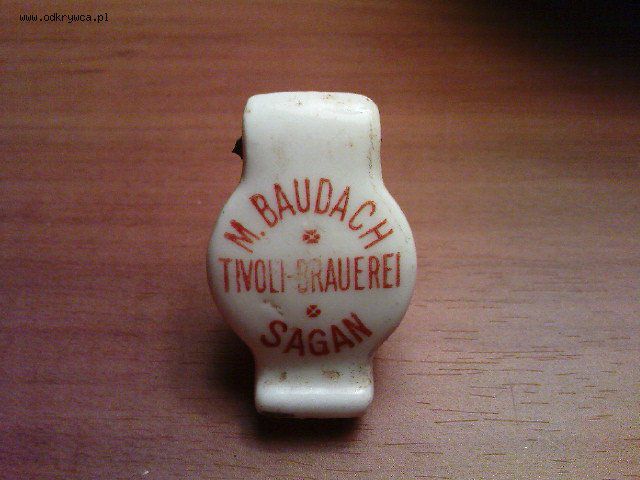 www.odkrywca.pl
M. BAUDACH
TIVOLI-BRAUEREI
SAGAN